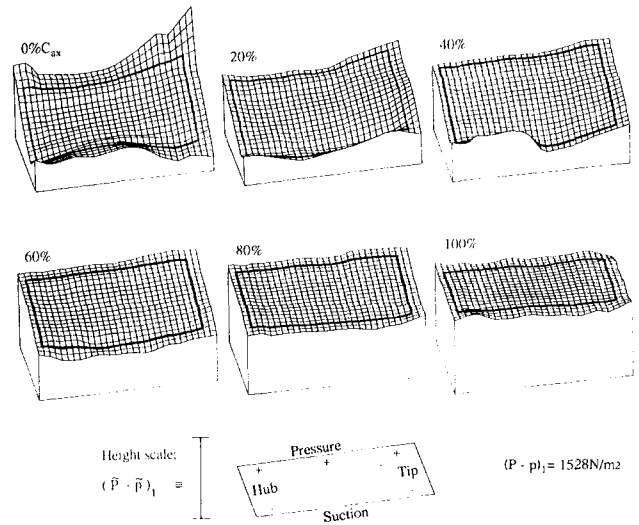 0%Cax
20%
40%
60%
80%
100%
Height scale:
(P̃ - p̃)1 ≡
Pressure
Hub
Tip
Suction
(P - p)1= 1528N/m2